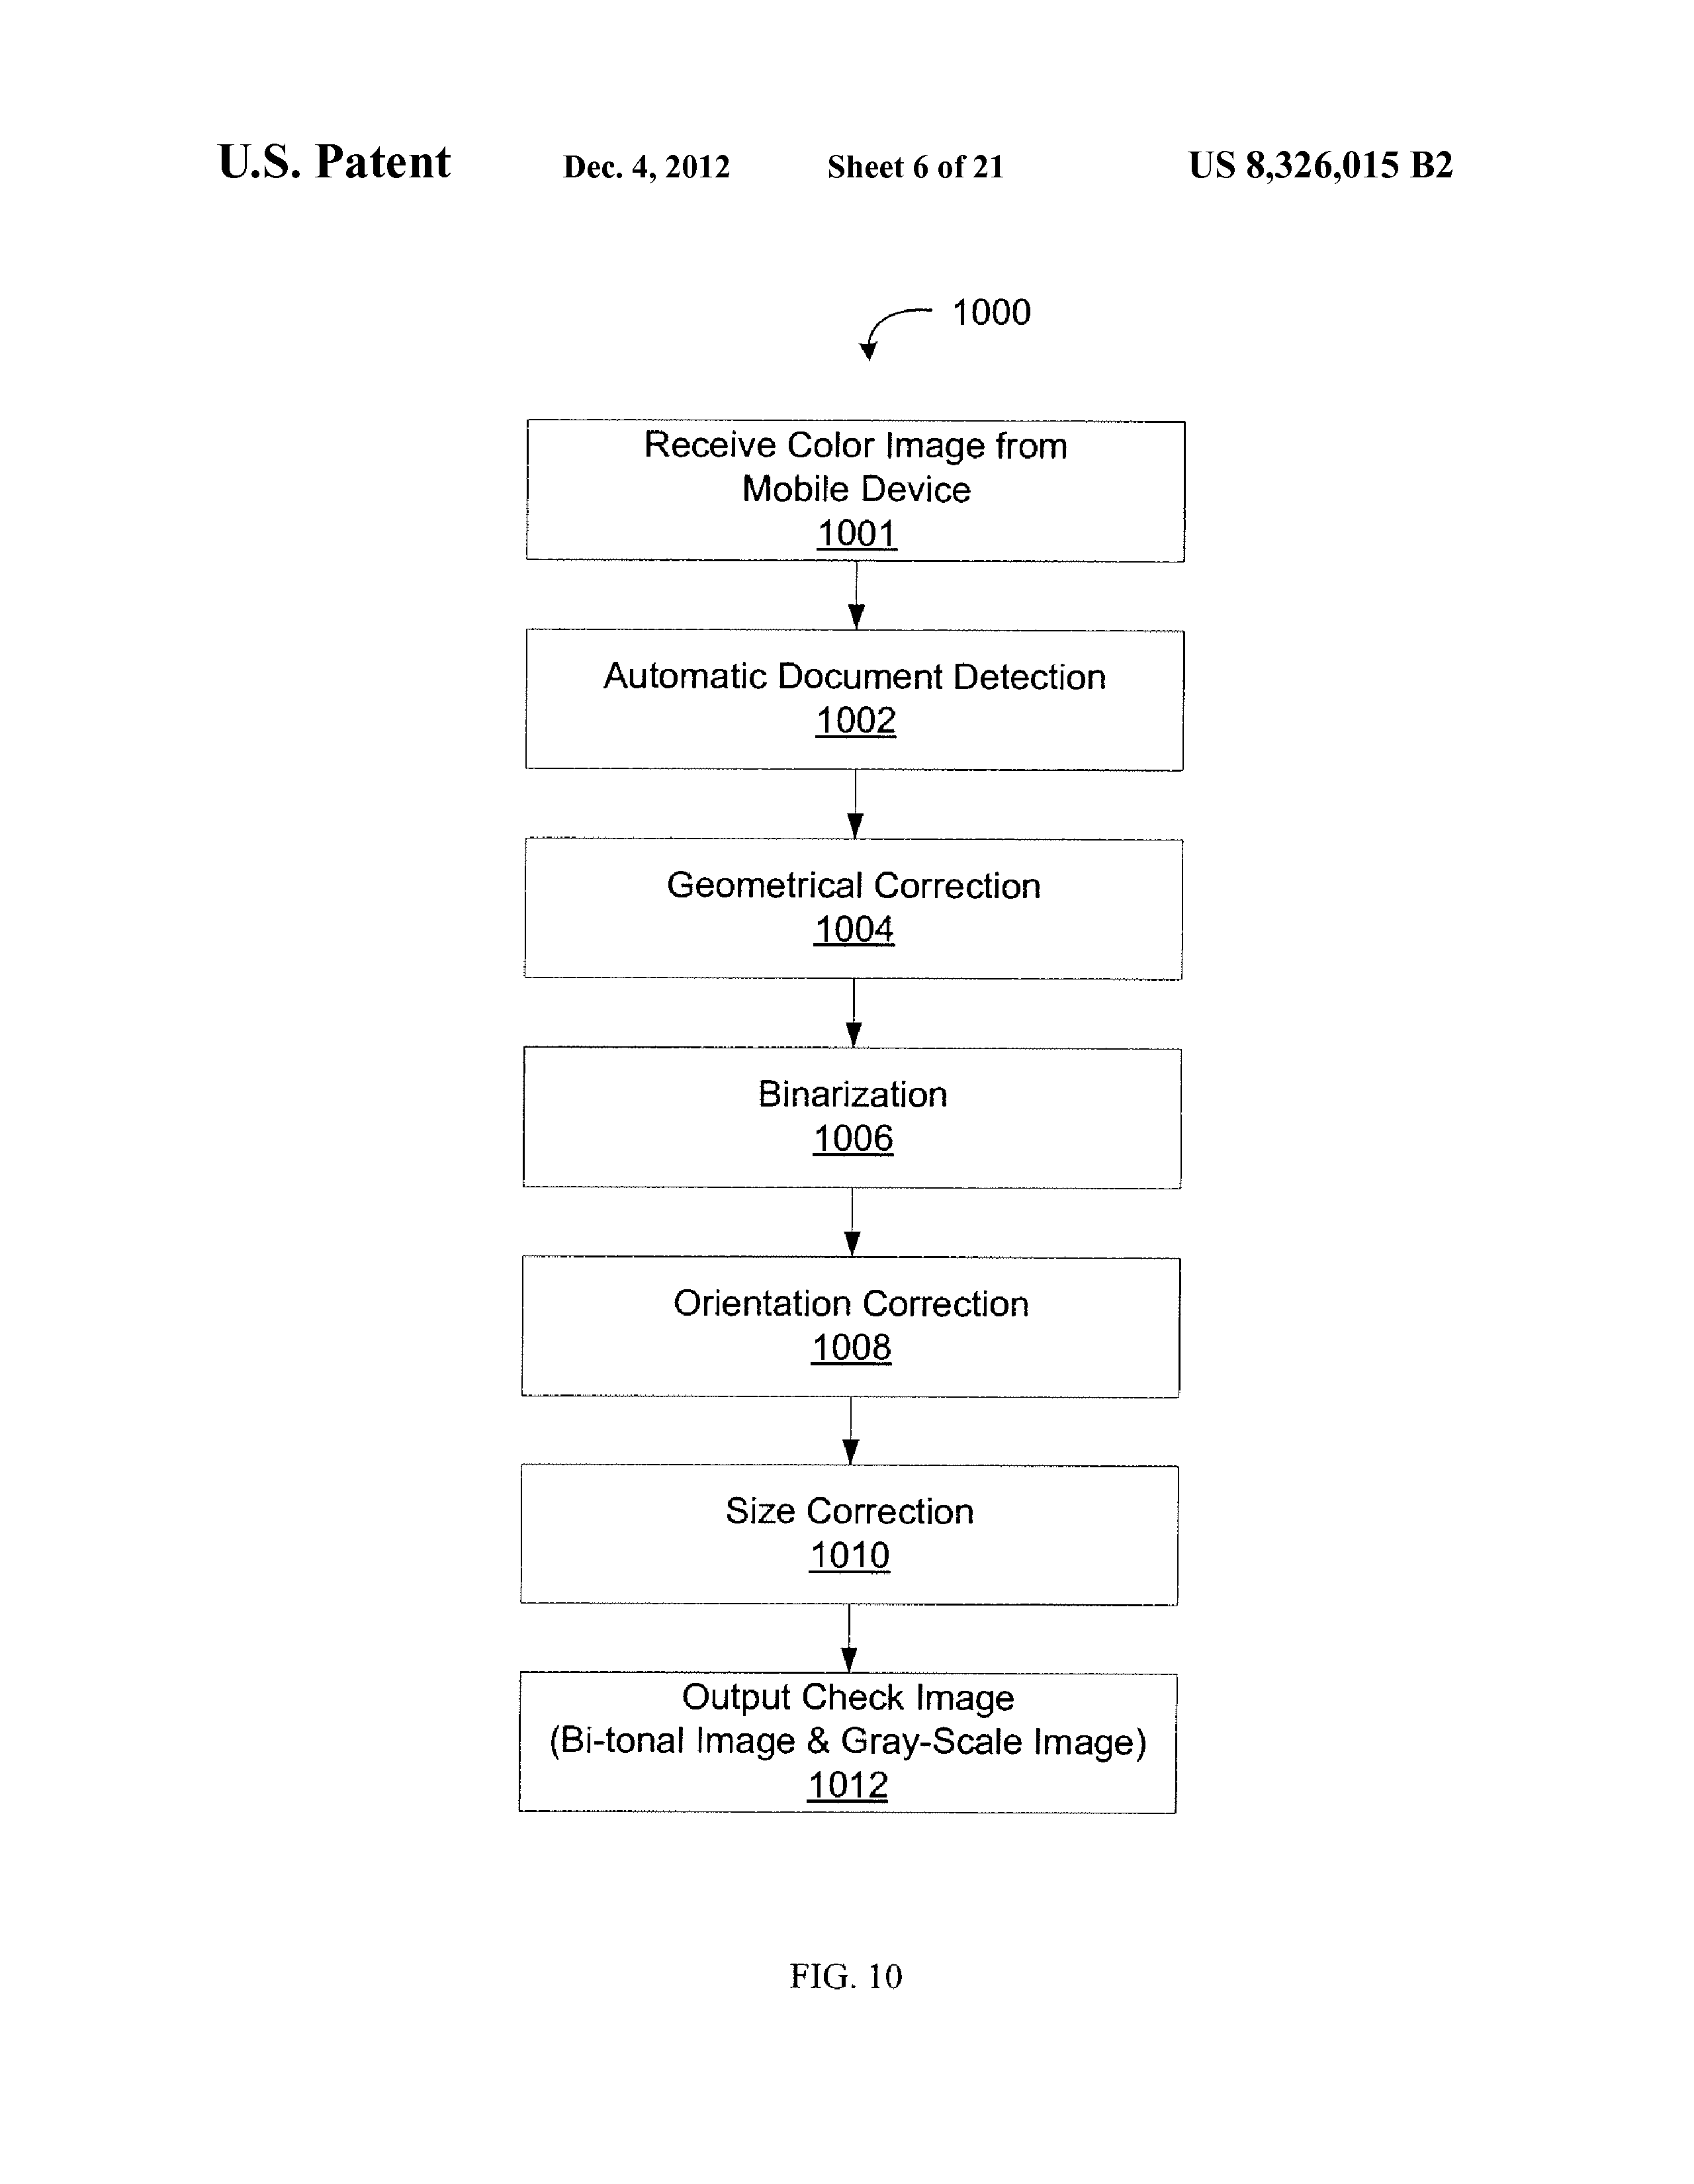 U.S. Patent Dec. 4, 2012 Sheet 6 of 21 US 8,326,015 B2
1000
Receive Color Image from
Mobile Device
1001
Automatic Document Detection
1002
Geometrical Correction
1004
Binarization
1006
Orientation Correction
1008
Size Correction
1010
Output Check Image
(Bi-tonal Image & Gray-Scale Image)
1012
FIG. 10